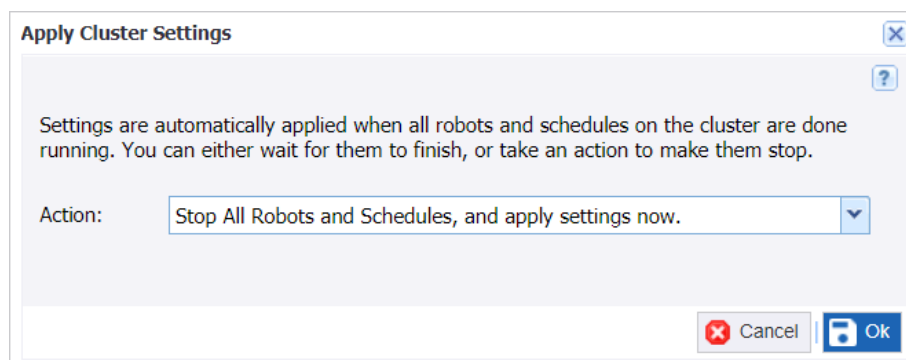 Apply Cluster Settings
?
Settings are automatically applied when all robots and schedules on the cluster are done
running. You can either wait for them to finish, or take an action to make them stop.
Action: Stop All Robots and Schedules, and apply settings now.
Cancel Ok